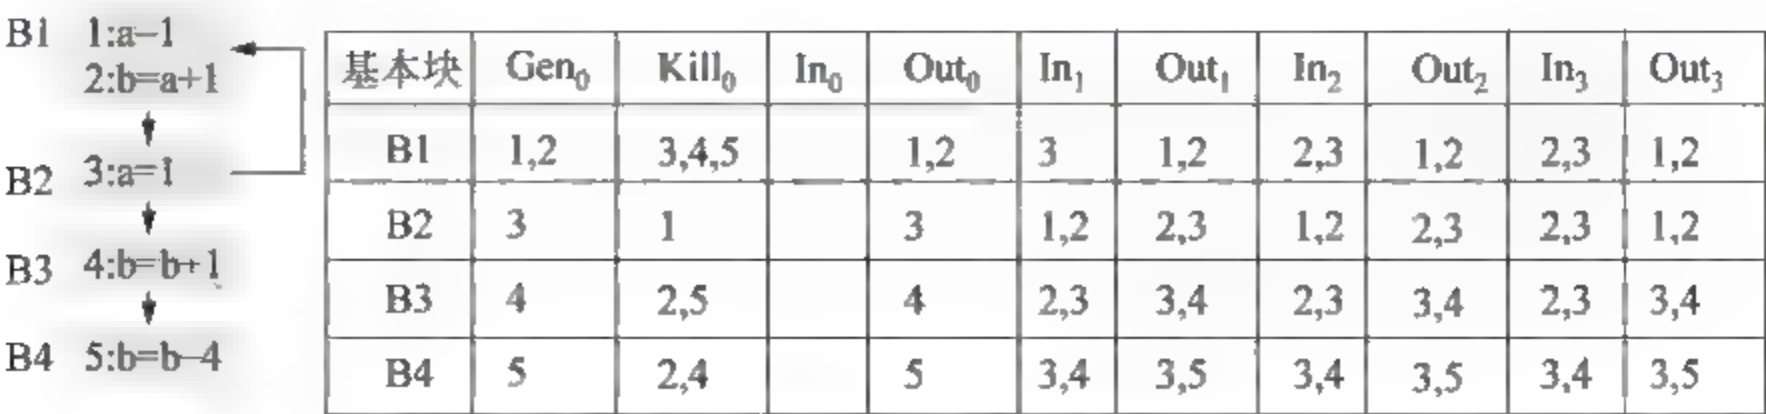 B1 1:a=1
2:b=a+1
B2 3:a=1
B3 4:b=b+1
B4 5:b=b-4
基本块 Gen₀ Kill₀ In₀ Out₀ In₁ Out₁ In₂ Out₂ In₃ Out₃
B1 1,2 3,4,5 1,2 3 1,2 2,3 1,2 2,3 1,2
B2 3 1 3 1,2 2,3 1,2 2,3 2,3 1,2
B3 4 2,5 4 2,3 3,4 2,3 3,4 2,3 3,4
B4 5 2,4 5 3,4 3,5 3,4 3,5 3,4 3,5